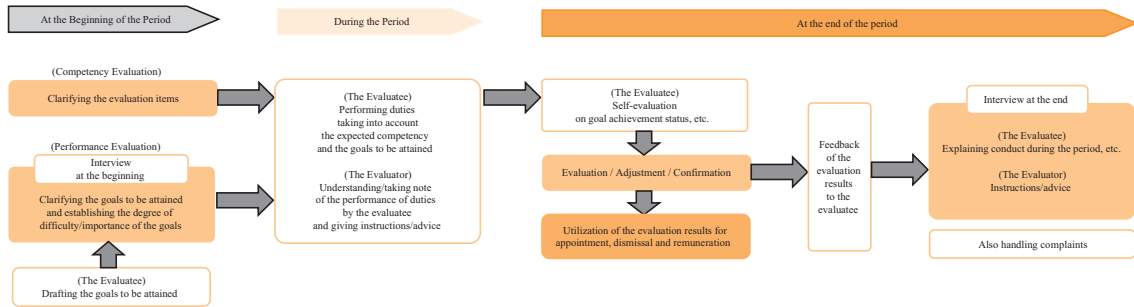 At the Beginning of the Period
During the Period
At the end of the period
(Competency Evaluation)
Clarifying the evaluation items
(Performance Evaluation)
Interview
at the beginning
Clarifying the goals to be attained
and establishing the degree of
difficulty/importance of the goals
(The Evaluatee)
Drafting the goals to be attained
(The Evaluatee)
Performing duties
taking into account
the expected competency
and the goals to be attained
(The Evaluator)
Understanding/taking note
of the performance of duties
by the evaluatee
and giving instructions/advice
(The Evaluatee)
Self-evaluation
on goal achievement status, etc.
Evaluation / Adjustment / Confirmation
Utilization of the evaluation results for
appointment, dismissal and remuneration
Feedback
of the
evaluation
results
to the
evaluatee
Interview at the end
(The Evaluatee)
Explaining conduct during the period, etc.
(The Evaluator)
Instructions/advice
Also handling complaints